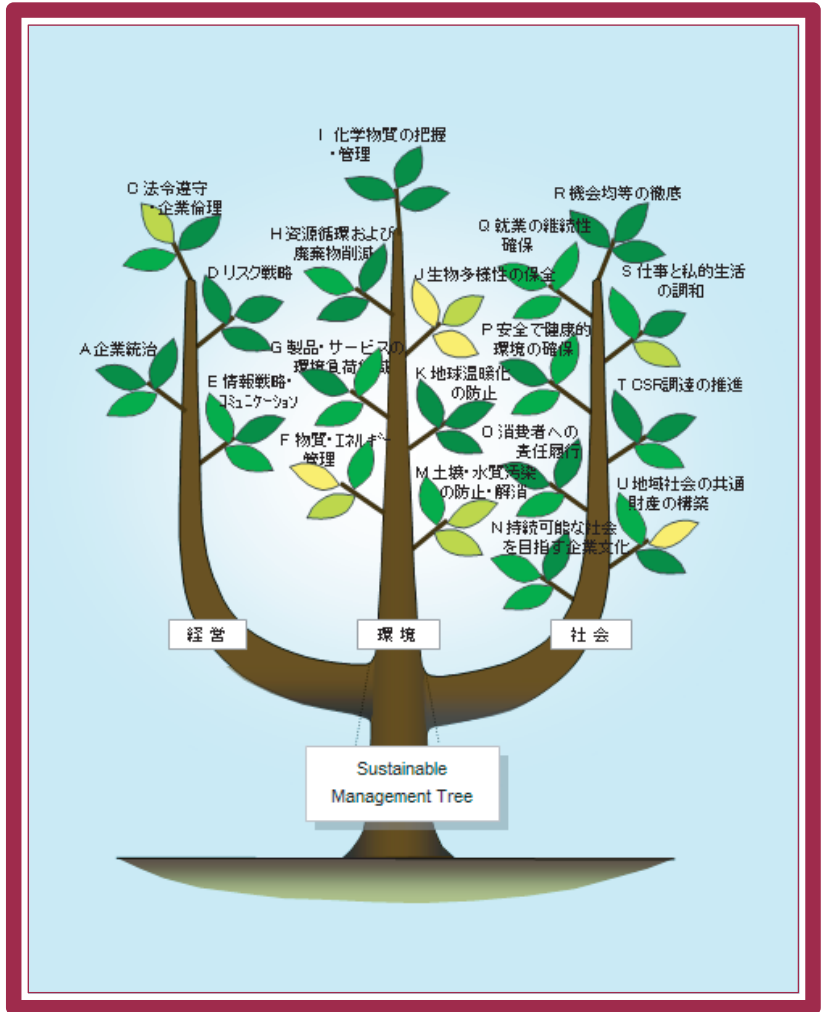 I 化学物質の把握
・管理
C 法令遵守
・企業倫理
R 機会均等の徹底
Q 就業の継続性
確保
H 資源循環および
廃棄物削減
D リスク戦略
J 生物多様性の保全
S 仕事と私的生活
の調和
P 安全で健康的
環境の確保
A 企業統治
G 製品・サービスの
環境負荷低減
K 地球温暖化
の防止
E 情報戦略・
コミュニケーション
T CSR調達の推進
O 消費者への
責任履行
F 物質・エネルギー
管理
M 土壌・水質汚染
の防止・解消
U 地域社会の共通
財産の構築
N 持続可能な社会
を目指す企業文化
経営
環境
社会
Sustainable
Management Tree